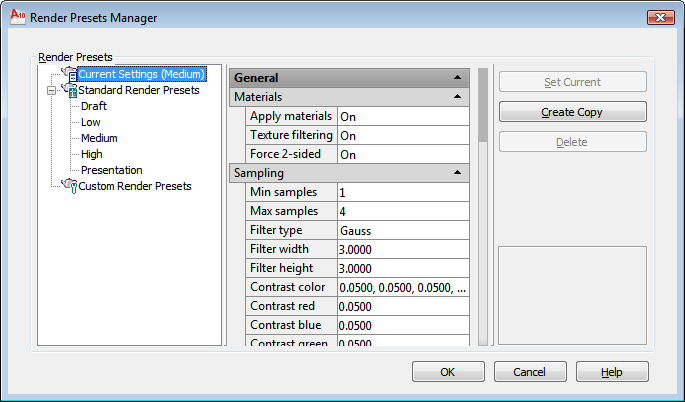 A10 Render Presets Manager
Render Presets
Current Settings (Medium)
Standard Render Presets
Draft
Low
Medium
High
Presentation
Custom Render Presets
General
Materials
Apply materials On
Texture filtering On
Force 2-sided On
Sampling
Min samples 1
Max samples 4
Filter type Gauss
Filter width 3.0000
Filter height 3.0000
Contrast color 0.0500, 0.0500, 0.0500, ...
Contrast red 0.0500
Contrast blue 0.0500
Contrast green 0.0500
Set Current
Create Copy
Delete
OK
Cancel
Help